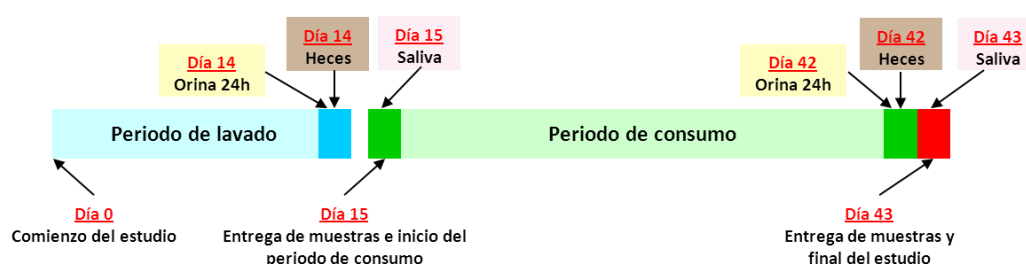 Día 14
Orina 24h
Día 14
Heces
Día 15
Saliva
Día 42
Orina 24h
Día 42
Heces
Día 43
Saliva
Periodo de lavado
Periodo de consumo
Día 0
Comienzo del estudio
Día 15
Entrega de muestras e inicio del
periodo de consumo
Día 43
Entrega de muestras y
final del estudio